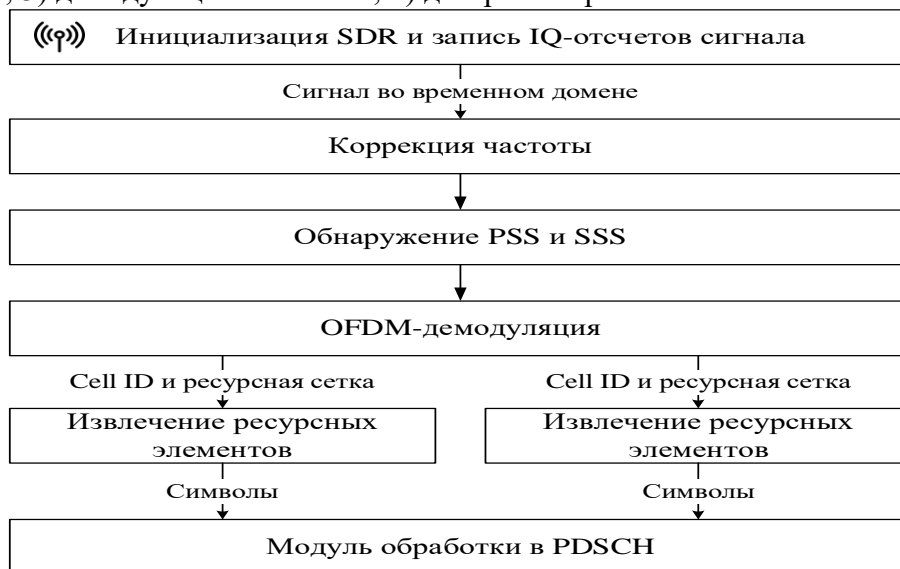 Инициализация SDR и запись IQ-отсчетов сигнала
Сигнал во временном домене
Коррекция частоты
Обнаружение PSS и SSS
OFDM-демодуляция
Cell ID и ресурсная сетка
Cell ID и ресурсная сетка
Извлечение ресурсных
элементов
Извлечение ресурсных
элементов
Символы
Символы
Модуль обработки в PDSCH